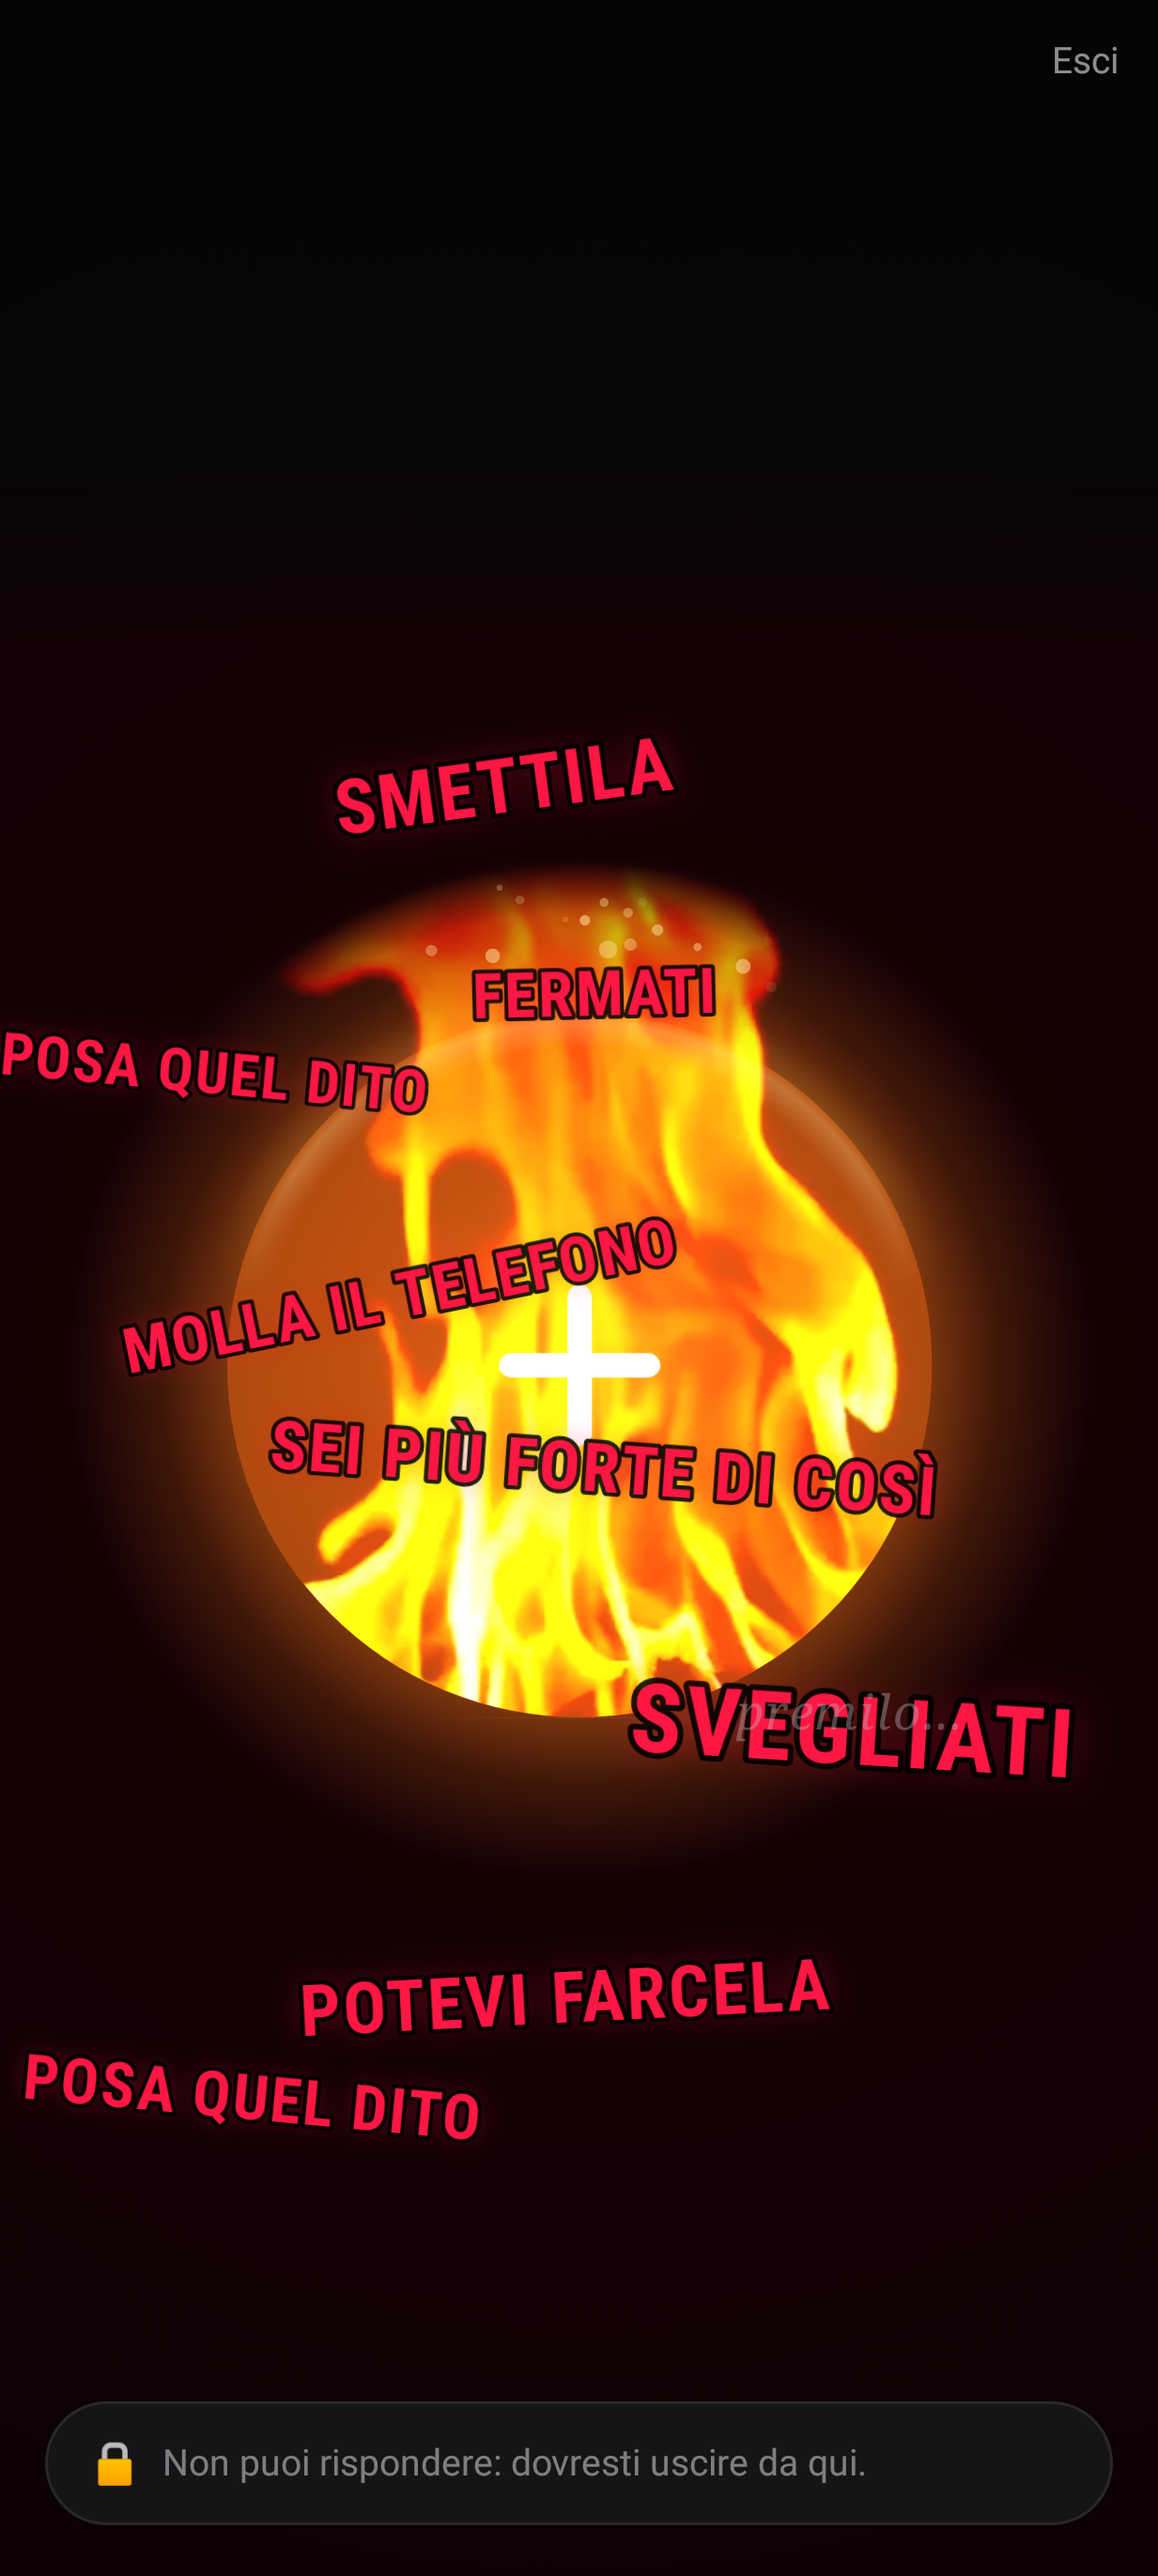 Esci
SMETTILA
FERMATI
POSA QUEL DITO
MOLLA IL TELEFONO
SEI PIÙ FORTE DI COSÌ
SVEGLIATI
premilo...
POTEVI FARCELA
POSA QUEL DITO
Non puoi rispondere: dovresti uscire da qui.